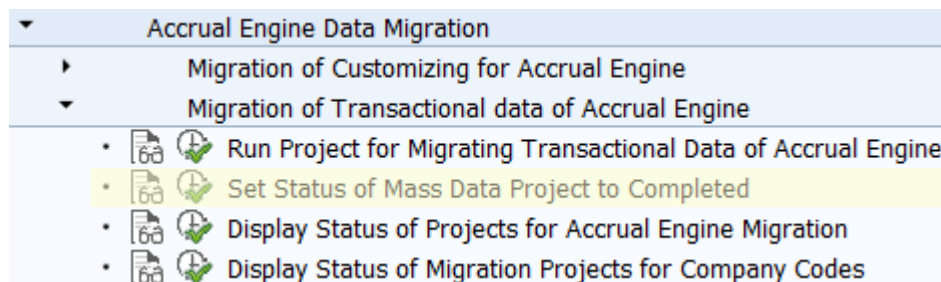 Accrual Engine Data Migration
Migration of Customizing for Accrual Engine
Migration of Transactional data of Accrual Engine
Run Project for Migrating Transactional Data of Accrual Engine
Set Status of Mass Data Project to Completed
Display Status of Projects for Accrual Engine Migration
Display Status of Migration Projects for Company Codes